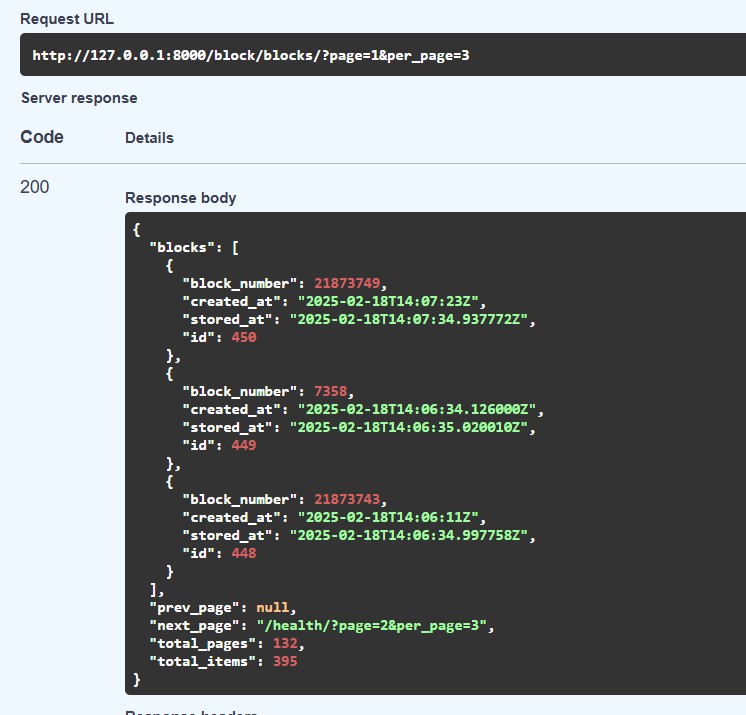 Request URL
http://127.0.0.1:8000/block/blocks/?page=1&per_page=3
Server response
Code Details
200
Response body
{
"blocks": [
{
"block_number": 21873749,
"created_at": "2025-02-18T14:07:23Z",
"stored_at": "2025-02-18T14:07:34.937772Z",
"id": 450
},
{
"block_number": 7358,
"created_at": "2025-02-18T14:06:34.126000Z",
"stored_at": "2025-02-18T14:06:35.020010Z",
"id": 449
},
{
"block_number": 21873743,
"created_at": "2025-02-18T14:06:11Z",
"stored_at": "2025-02-18T14:06:34.997758Z",
"id": 448
}
],
"prev_page": null,
"next_page": "/health/?page=2&per_page=3",
"total_pages": 132,
"total_items": 395
}
Response headers